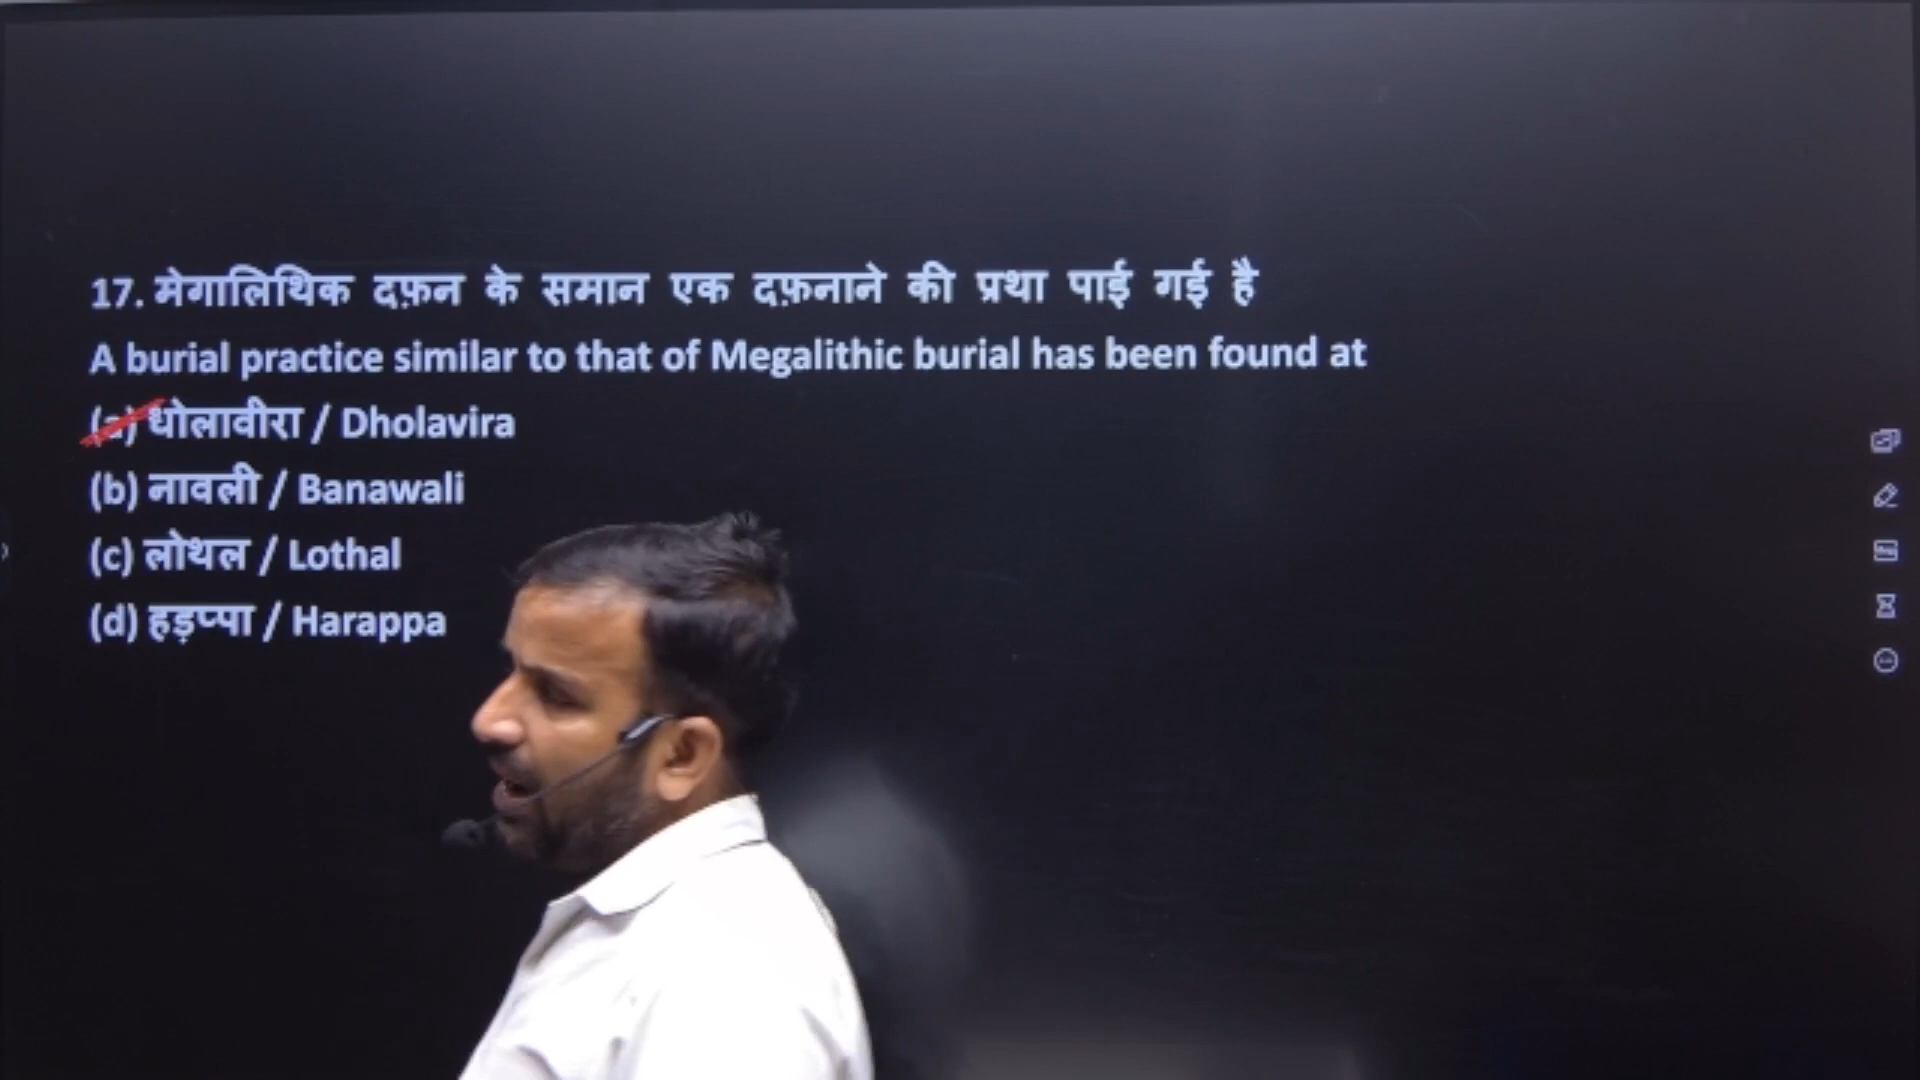 17. मेगालिथिक दफ़न के समान एक दफ़नाने की प्रथा पाई गई है
A burial practice similar to that of Megalithic burial has been found at
(a) धोलावीरा / Dholavira
(b) नावली / Banawali
(c) लोथल / Lothal
(d) हड़प्पा / Harappa